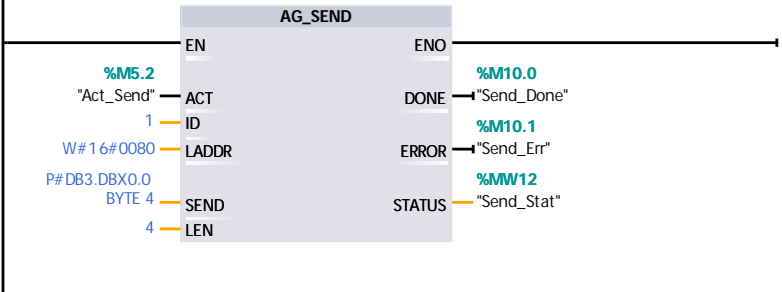 AG_SEND
EN ENO
%M5.2 %M10.0
"Act_Send" ACT DONE "Send_Done"
1 ID %M10.1
W#16#0080 LADDR ERROR "Send_Err"
P#DB3.DBX0.0 %MW12
BYTE 4 SEND STATUS "Send_Stat"
4 LEN